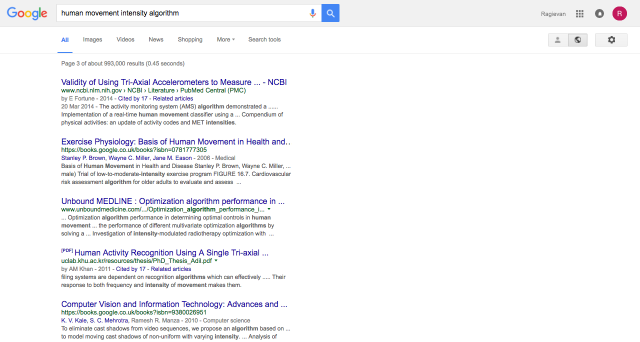 Google
human movement intensity algorithm
Ragievan
R
All Images Videos News Shopping More Search tools
Page 3 of about 993,000 results (0.45 seconds)
Validity of Using Tri-Axial Accelerometers to Measure ... - NCBI
www.ncbi.nlm.nih.gov › NCBI › Literature › PubMed Central (PMC)
by E Fortune - 2014 - Cited by 17 - Related articles
20 Mar 2014 - The activity monitoring system (AMS) algorithm demonstrated a ......
Implementation of a real-time human movement classifier using a ... Compendium of
physical activities: an update of activity codes and MET intensities.
Exercise Physiology: Basis of Human Movement in Health and..
https://books.google.co.uk/books?isbn=0781777305
Stanley P. Brown, Wayne C. Miller, Jane M. Eason - 2006 - Medical
Basis of Human Movement in Health and Disease Stanley P. Brown, Wayne C. Miller, ...
male) Trial of low-to-moderate-intensity exercise program FIGURE 16.7. Cardiovascular
risk assessment algorithm for older adults to evaluate and assess ...
Unbound MEDLINE : Optimization algorithm performance in ...
www.unboundmedicine.com/.../Optimization_algorithm_performance_i...
... Optimization algorithm performance in determining optimal controls in human
movement ... the performance of different multivariate optimization algorithms by
solving a ... Investigation of intensity-modulated radiotherapy optimization with ...
[PDF] Human Activity Recognition Using A Single Tri-axial ...
uclab.khu.ac.kr/resources/thesis/PhD_Thesis_Adil.pdf
by AM Khan - 2011 - Cited by 17 - Related articles
filing systems are dependent on recognition algorithms which can effectively ..... Their
response to both frequency and intensity of movement makes them.
Computer Vision and Information Technology: Advances and ...
https://books.google.co.uk/books?isbn=9380026951
K. V. Kale, S. C. Mehrotra, Ramesh R. Manza - 2010 - Computer science
To eliminate cast shadows from video sequences, we propose an algorithm based on ...
to model moving cast shadows of non-uniform with varying intensity. ... Analysis of